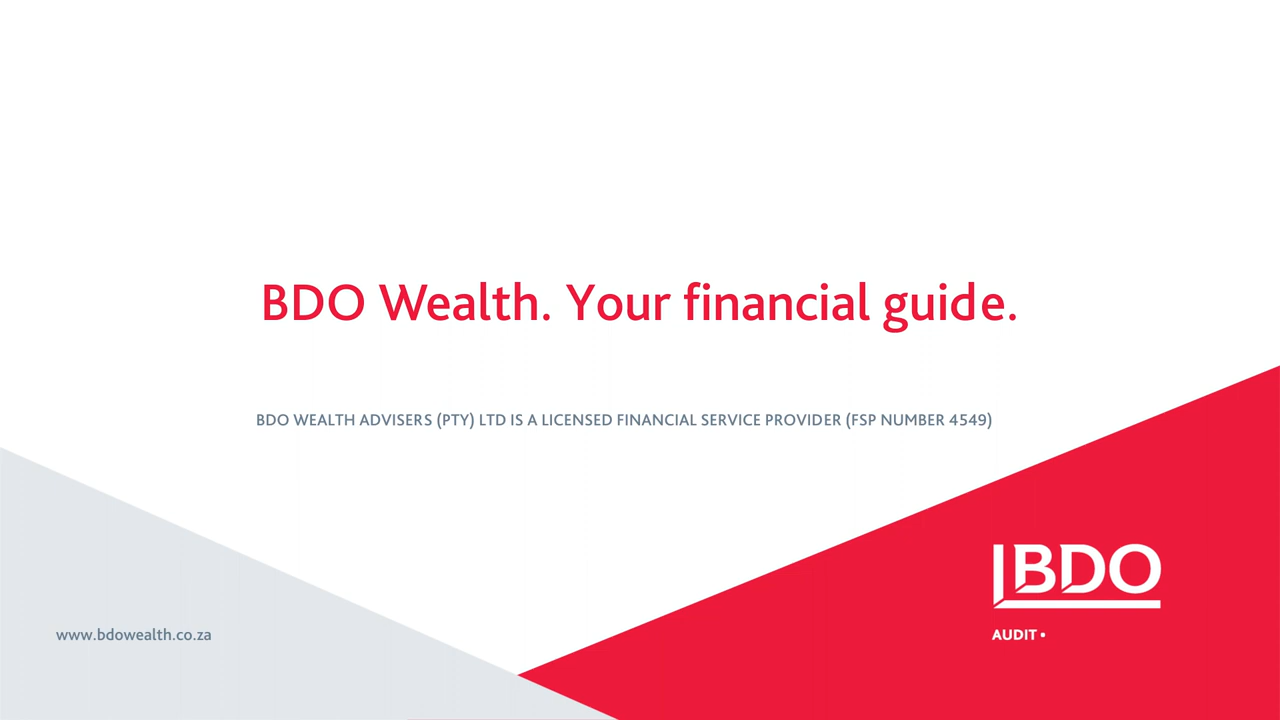 BDO Wealth. Your financial guide.
BDO WEALTH ADVISERS (PTY) LTD IS A LICENSED FINANCIAL SERVICE PROVIDER (FSP NUMBER 4549)
BDO
www.bdowealth.co.za
AUDIT •